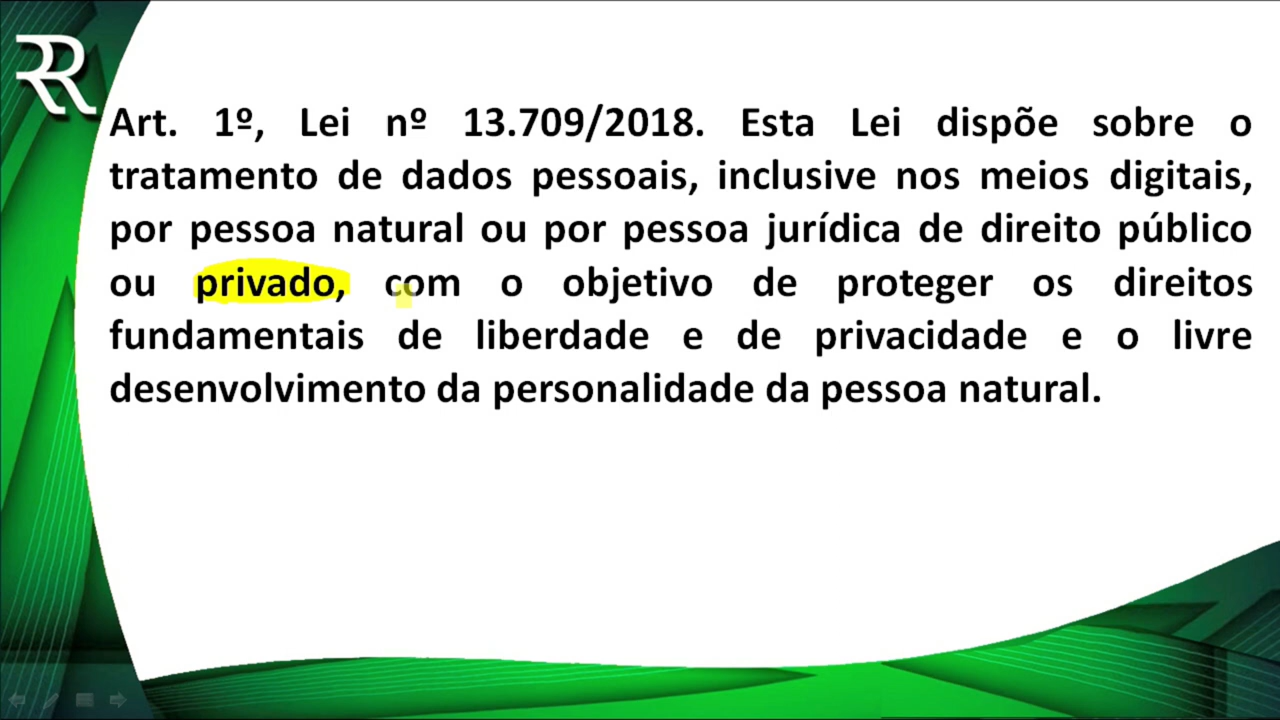 RR
Art. 1º, Lei nº 13.709/2018. Esta Lei dispõe sobre o
tratamento de dados pessoais, inclusive nos meios digitais,
por pessoa natural ou por pessoa jurídica de direito público
ou privado, com o objetivo de proteger os direitos
fundamentais de liberdade e de privacidade e o livre
desenvolvimento da personalidade da pessoa natural.